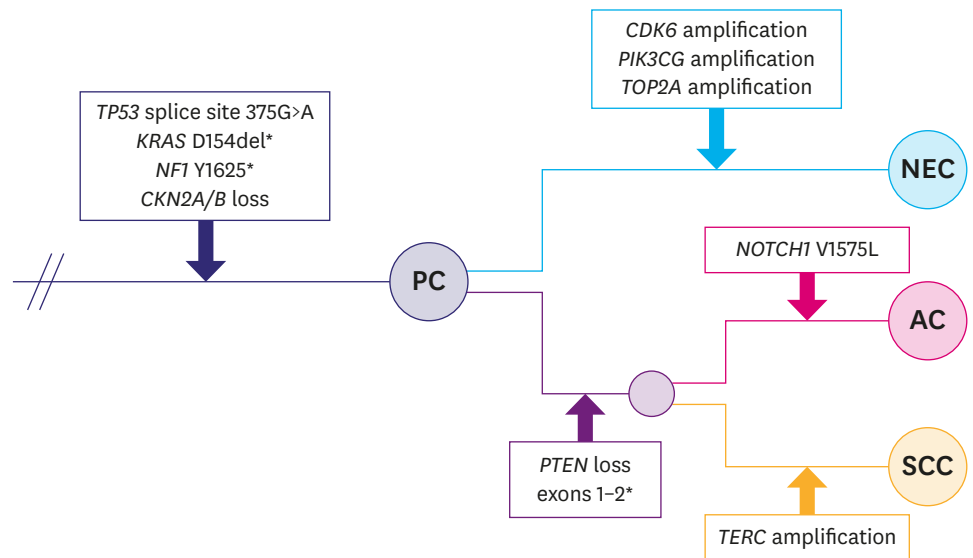 CDK6 amplification
PIK3CG amplification
TOP2A amplification
TP53 splice site 375G>A
KRAS D154del*
NF1 Y1625*
CKN2A/B loss
NEC
NOTCH1 V1575L
PC
AC
PTEN loss
exons 1–2*
SCC
TERC amplification